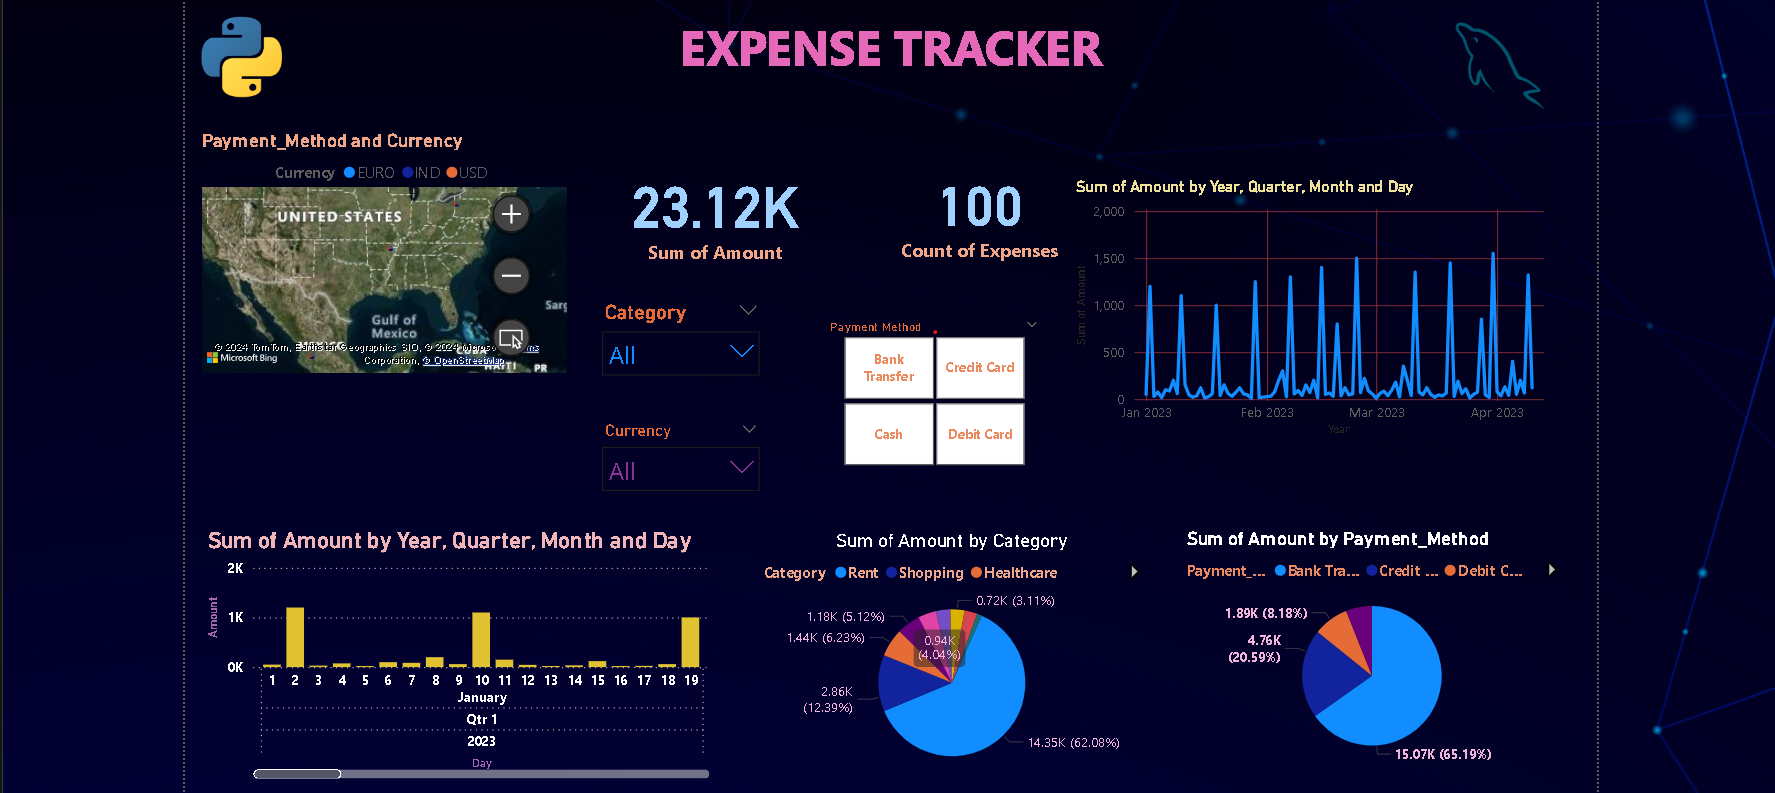 EXPENSE TRACKER
Payment_Method and Currency
Currency EURO IND USD
UNITED STATES
Gulf of
Mexico
© 2024 TomTom, Earthstar Geographics SIO, © 2024
Corporation, © OpenStreetMap
Microsoft Bing
HAITI
PR
23.12K
Sum of Amount
100
Count of Expenses
Category
All
Currency
All
Payment Method
Bank
Transfer
Credit Card
Cash
Debit Card
Sum of Amount by Year, Quarter, Month and Day
2,000
1,500
1,000
500
0
Sum of Amount
Jan 2023 Feb 2023 Mar 2023 Apr 2023
Year
Sum of Amount by Year, Quarter, Month and Day
2K
1K
0K
Amount
1 2 3 4 5 6 7 8 9 10 11 12 13 14 15 16 17 18 19
January
Qtr 1
2023
Day
Sum of Amount by Category
Category Rent Shopping Healthcare
0.72K (3.11%)
1.18K (5.12%)
1.44K (6.23%)
0.94K
(4.04%)
2.86K
(12.39%)
14.35K (62.08%)
Sum of Amount by Payment_Method
Payment_... Bank Tra... Credit ... Debit C...
1.89K (8.18%)
4.76K
(20.59%)
15.07K (65.19%)